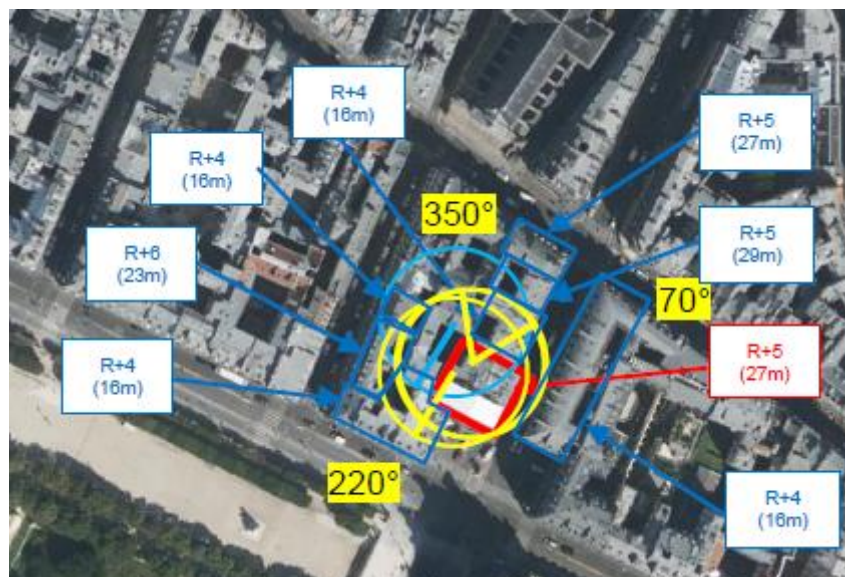 R+4
(16m)
R+5
(27m)
R+4
(16m)
350°
R+6
(23m)
R+5
(29m)
70°
R+4
(16m)
R+5
(27m)
220°
R+4
(16m)